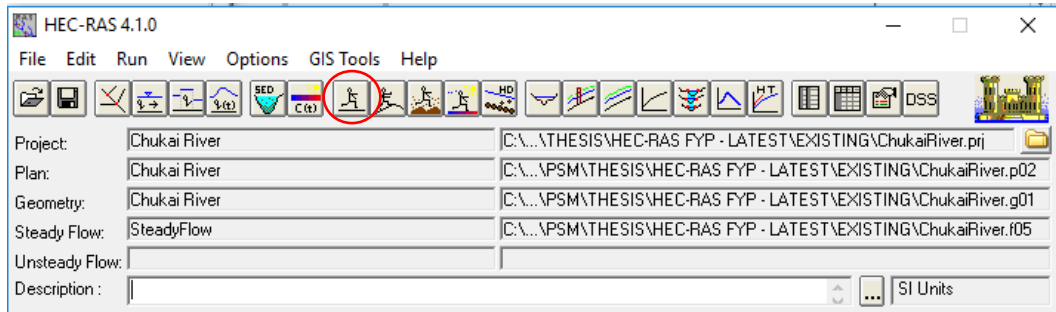 HEC-RAS 4.1.0
File Edit Run View Options GIS Tools Help
SED C(t) (t) HD HT DSS
Project: Chukai River C:\...\THESIS\HEC-RAS FYP - LATEST\EXISTING\ChukaiRiver.prj
Plan: Chukai River C:\...\PSM\THESIS\HEC-RAS FYP - LATEST\EXISTING\ChukaiRiver.p02
Geometry: Chukai River C:\...\PSM\THESIS\HEC-RAS FYP - LATEST\EXISTING\ChukaiRiver.g01
Steady Flow: SteadyFlow C:\...\PSM\THESIS\HEC-RAS FYP - LATEST\EXISTING\ChukaiRiver.f05
Unsteady Flow:
Description : ... SI Units